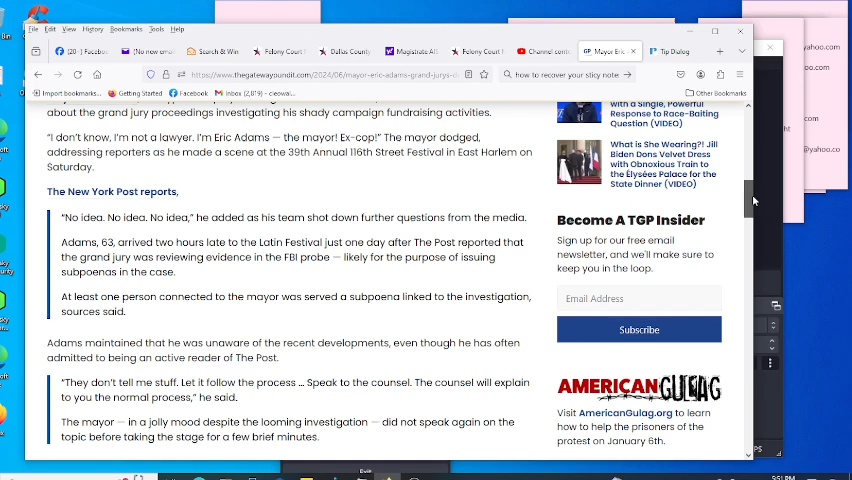 File Edit View History Bookmarks Tools Help
(20+) Facebo
(No new emai
Search & Win
Felony Court
Dallas County
Magistrate AIS
Felony Court
Channel cont
Mayor Eric
Tip Dialog
https://www.thegatewaypundit.com/2024/06/mayor-eric-adams-grand-jurys-d
how to recover your sticky note
Import bookmarks...
Getting Started
Facebook
Inbox (2,019) - cleowal...
Other Bookmarks
about the grand jury proceedings investigating his shady campaign fundraising activities.
“I don’t know, I’m not a lawyer. I’m Eric Adams — the mayor! Ex-cop!” The mayor dodged,
addressing reporters as he made a scene at the 39th Annual 116th Street Festival in East Harlem on
Saturday.
The New York Post reports,
“No idea. No idea. No idea,” he added as his team shot down further questions from the media.
Adams, 63, arrived two hours late to the Latin Festival just one day after The Post reported that
the grand jury was reviewing evidence in the FBI probe — likely for the purpose of issuing
subpoenas in the case.
At least one person connected to the mayor was served a subpoena linked to the investigation,
sources said.
Adams maintained that he was unaware of the recent developments, even though he has often
admitted to being an active reader of The Post.
“They don’t tell me stuff. Let it follow the process … Speak to the counsel. The counsel will explain
to you the normal process,” he said.
The mayor — in a jolly mood despite the looming investigation — did not speak again on the
topic before taking the stage for a few brief minutes.
with a Single, Powerful
Response to Race-Baiting
Question (VIDEO)
What is She Wearing?! Jill
Biden Dons Velvet Dress
with Obnoxious Train to
the Élysées Palace for the
State Dinner (VIDEO)
Become A TGP Insider
Sign up for our free email
newsletter, and we'll make sure to
keep you in the loop.
Email Address
Subscribe
AMERICAN GULAG
Visit AmericanGulag.org to learn
how to help the prisoners of the
protest on January 6th.
yahoo.com
oo.com
ht
com
@yahoo.co
Exit